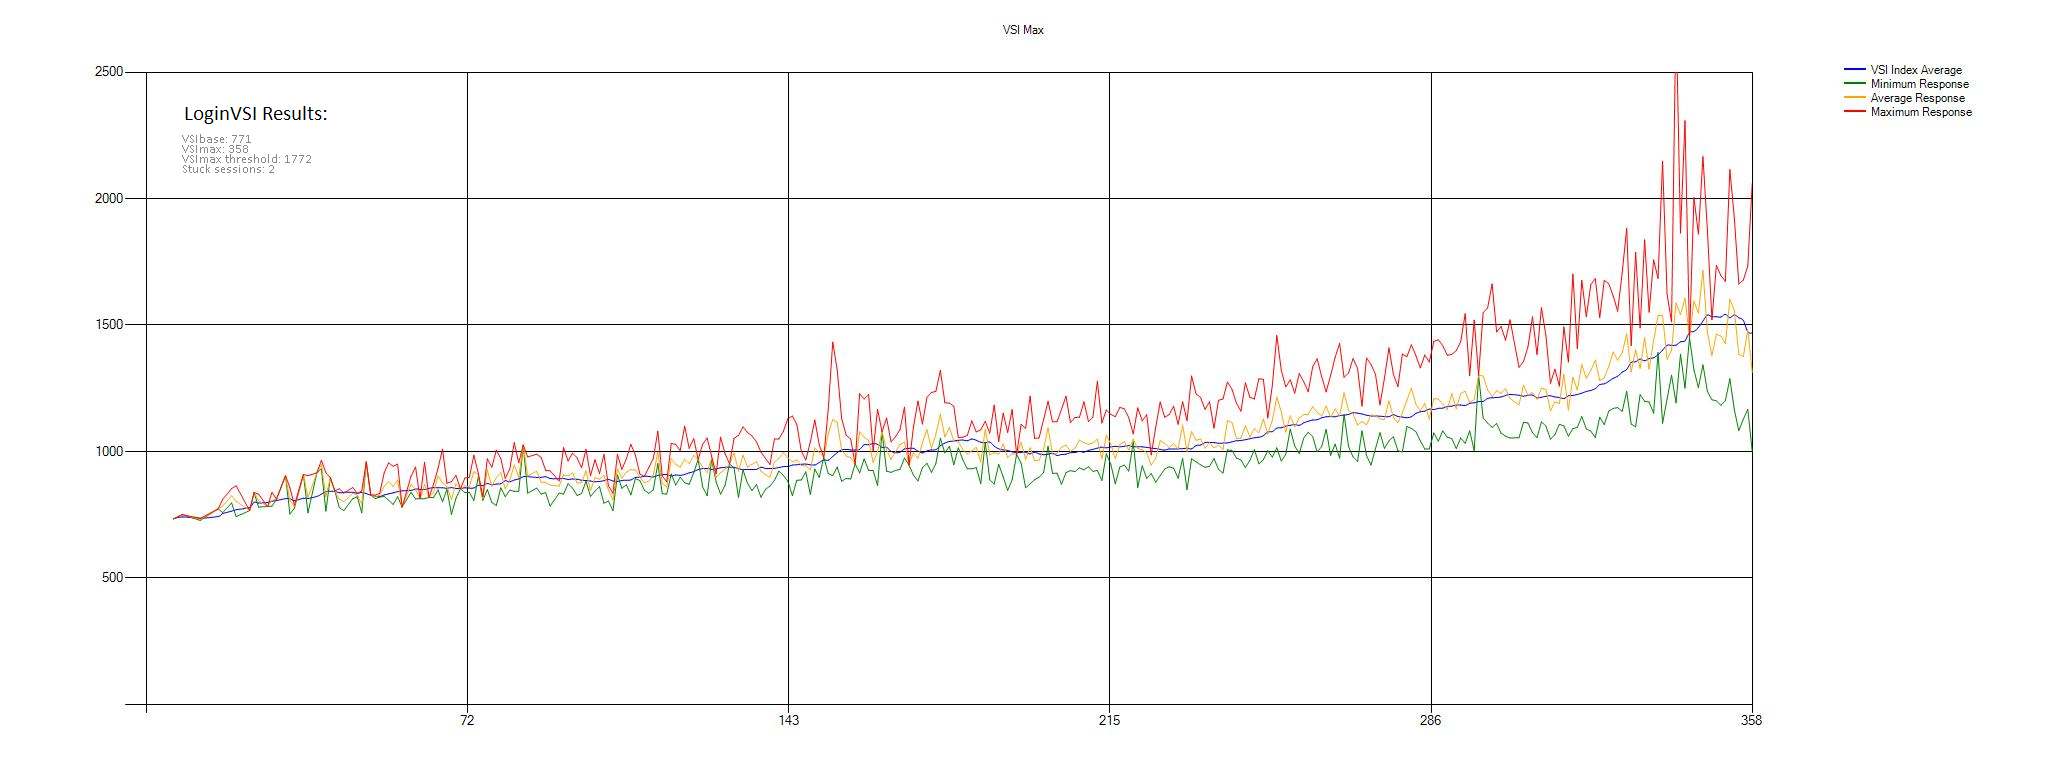 VSI Max
2500
2000
1500
1000
500
LoginVSI Results:
VSIbase: 771
VSImax: 358
VSImax threshold: 1772
Stuck sessions: 2
VSI Index Average
Minimum Response
Average Response
Maximum Response
72
143
215
286
358